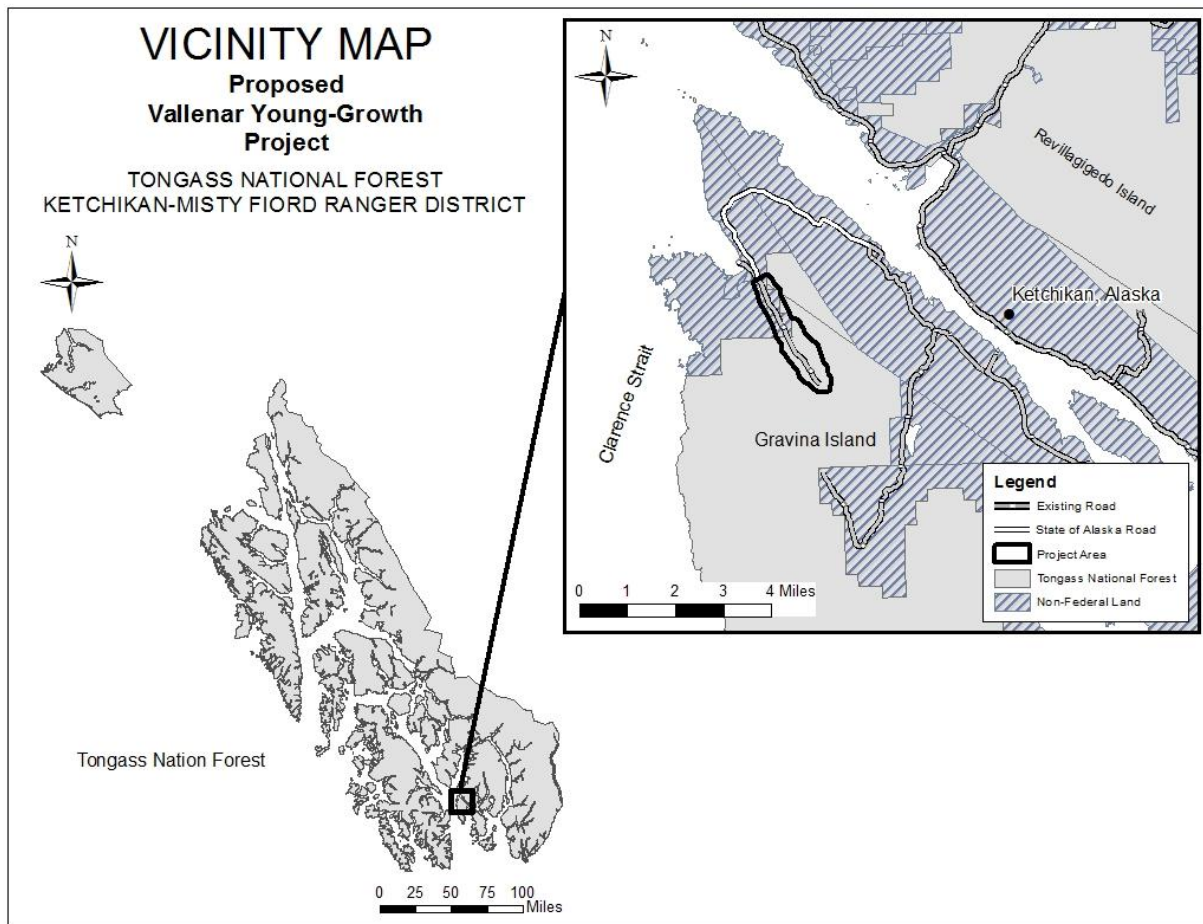 VICINITY MAP
Proposed
Vallenar Young-Growth
Project
TONGASS NATIONAL FOREST
KETCHIKAN-MISTY FIORD RANGER DISTRICT
N
Tongass Nation Forest
0 25 50 75 100
Miles
N
Revillagigedo Island
Ketchikan, Alaska
Clarence Strait
Gravina Island
0 1 2 3 4 Miles
Legend
Existing Road
State of Alaska Road
Project Area
Tongass National Forest
Non-Federal Land